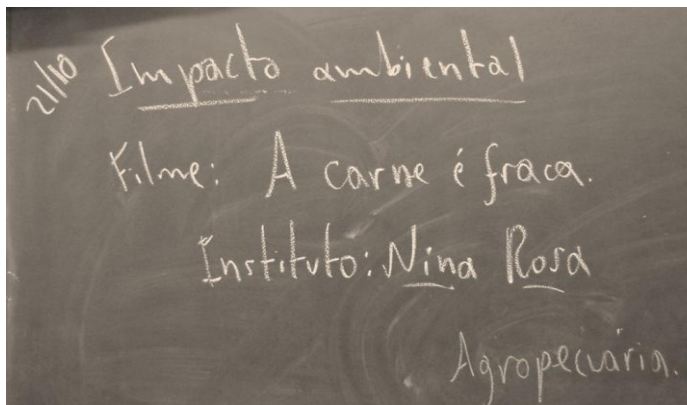 21/10 Impacto ambiental
Filme: A carne é fraca.
Instituto: Nina Rosa
Agropecuária.